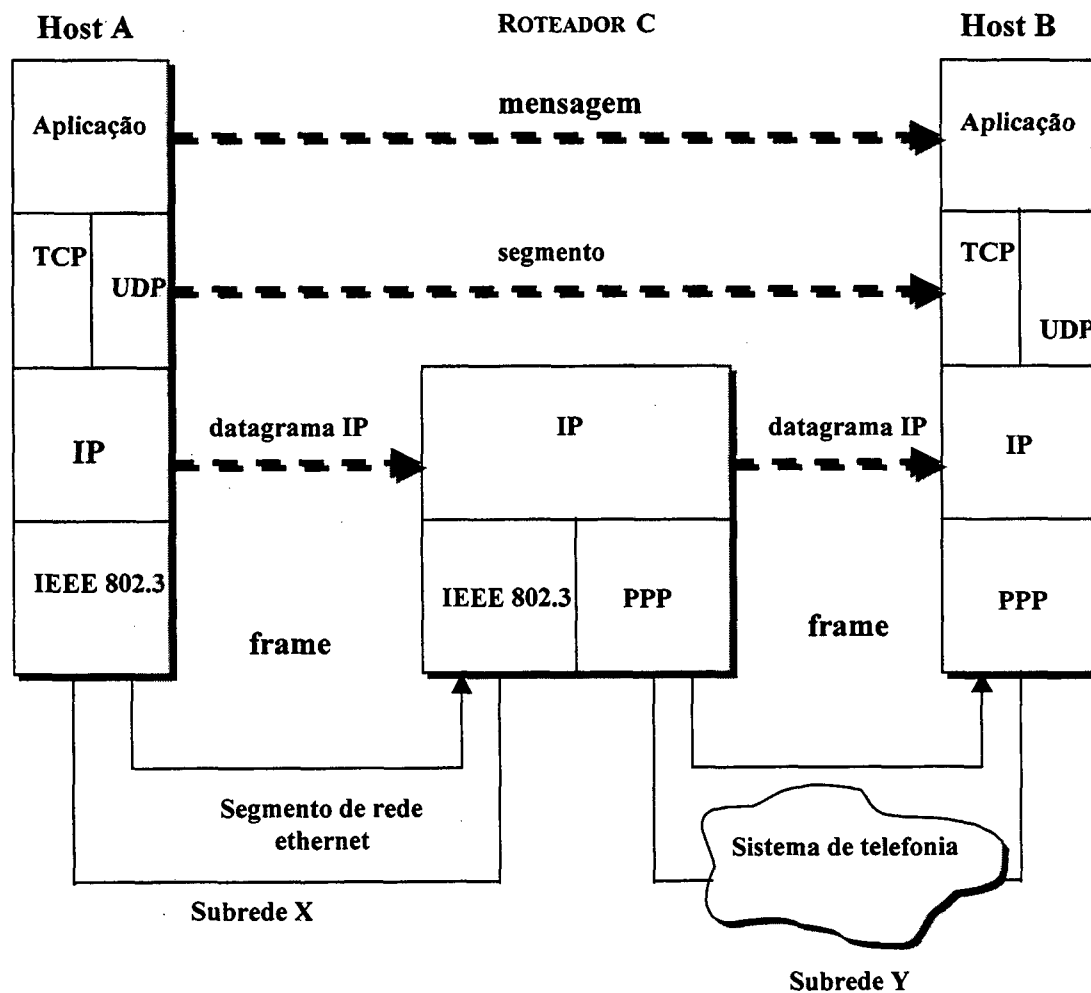 Host A
ROTEADOR C
Host B
mensagem
Aplicação
Aplicação
segmento
TCP
UDP
TCP
UDP
datagrama IP
datagrama IP
IP
IP
IP
IEEE 802.3
IEEE 802.3
PPP
PPP
frame
frame
Segmento de rede
ethernet
Sistema de telefonia
Subrede X
Subrede Y